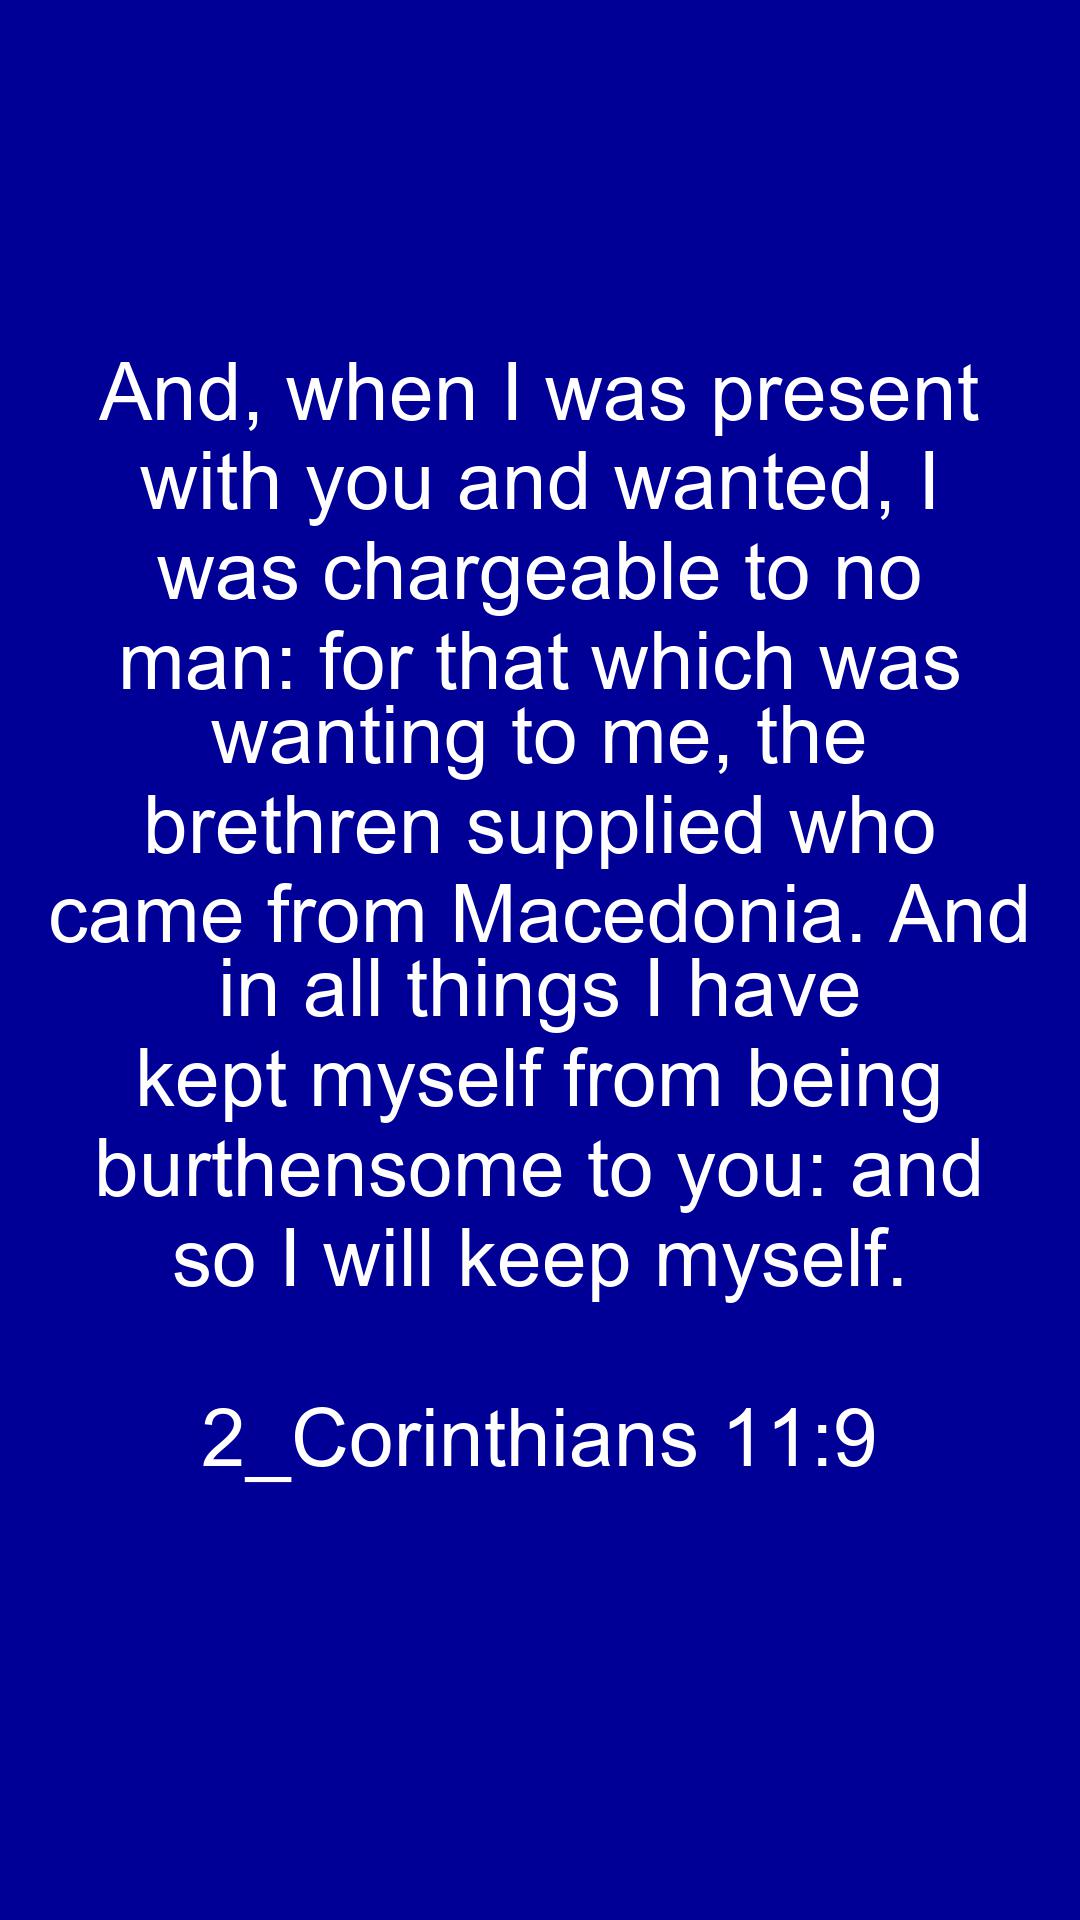 And, when I was present
with you and wanted, I
was chargeable to no
man: for that which was
wanting to me, the
brethren supplied who
came from Macedonia. And
in all things I have
kept myself from being
burthensome to you: and
so I will keep myself.
2_Corinthians 11:9